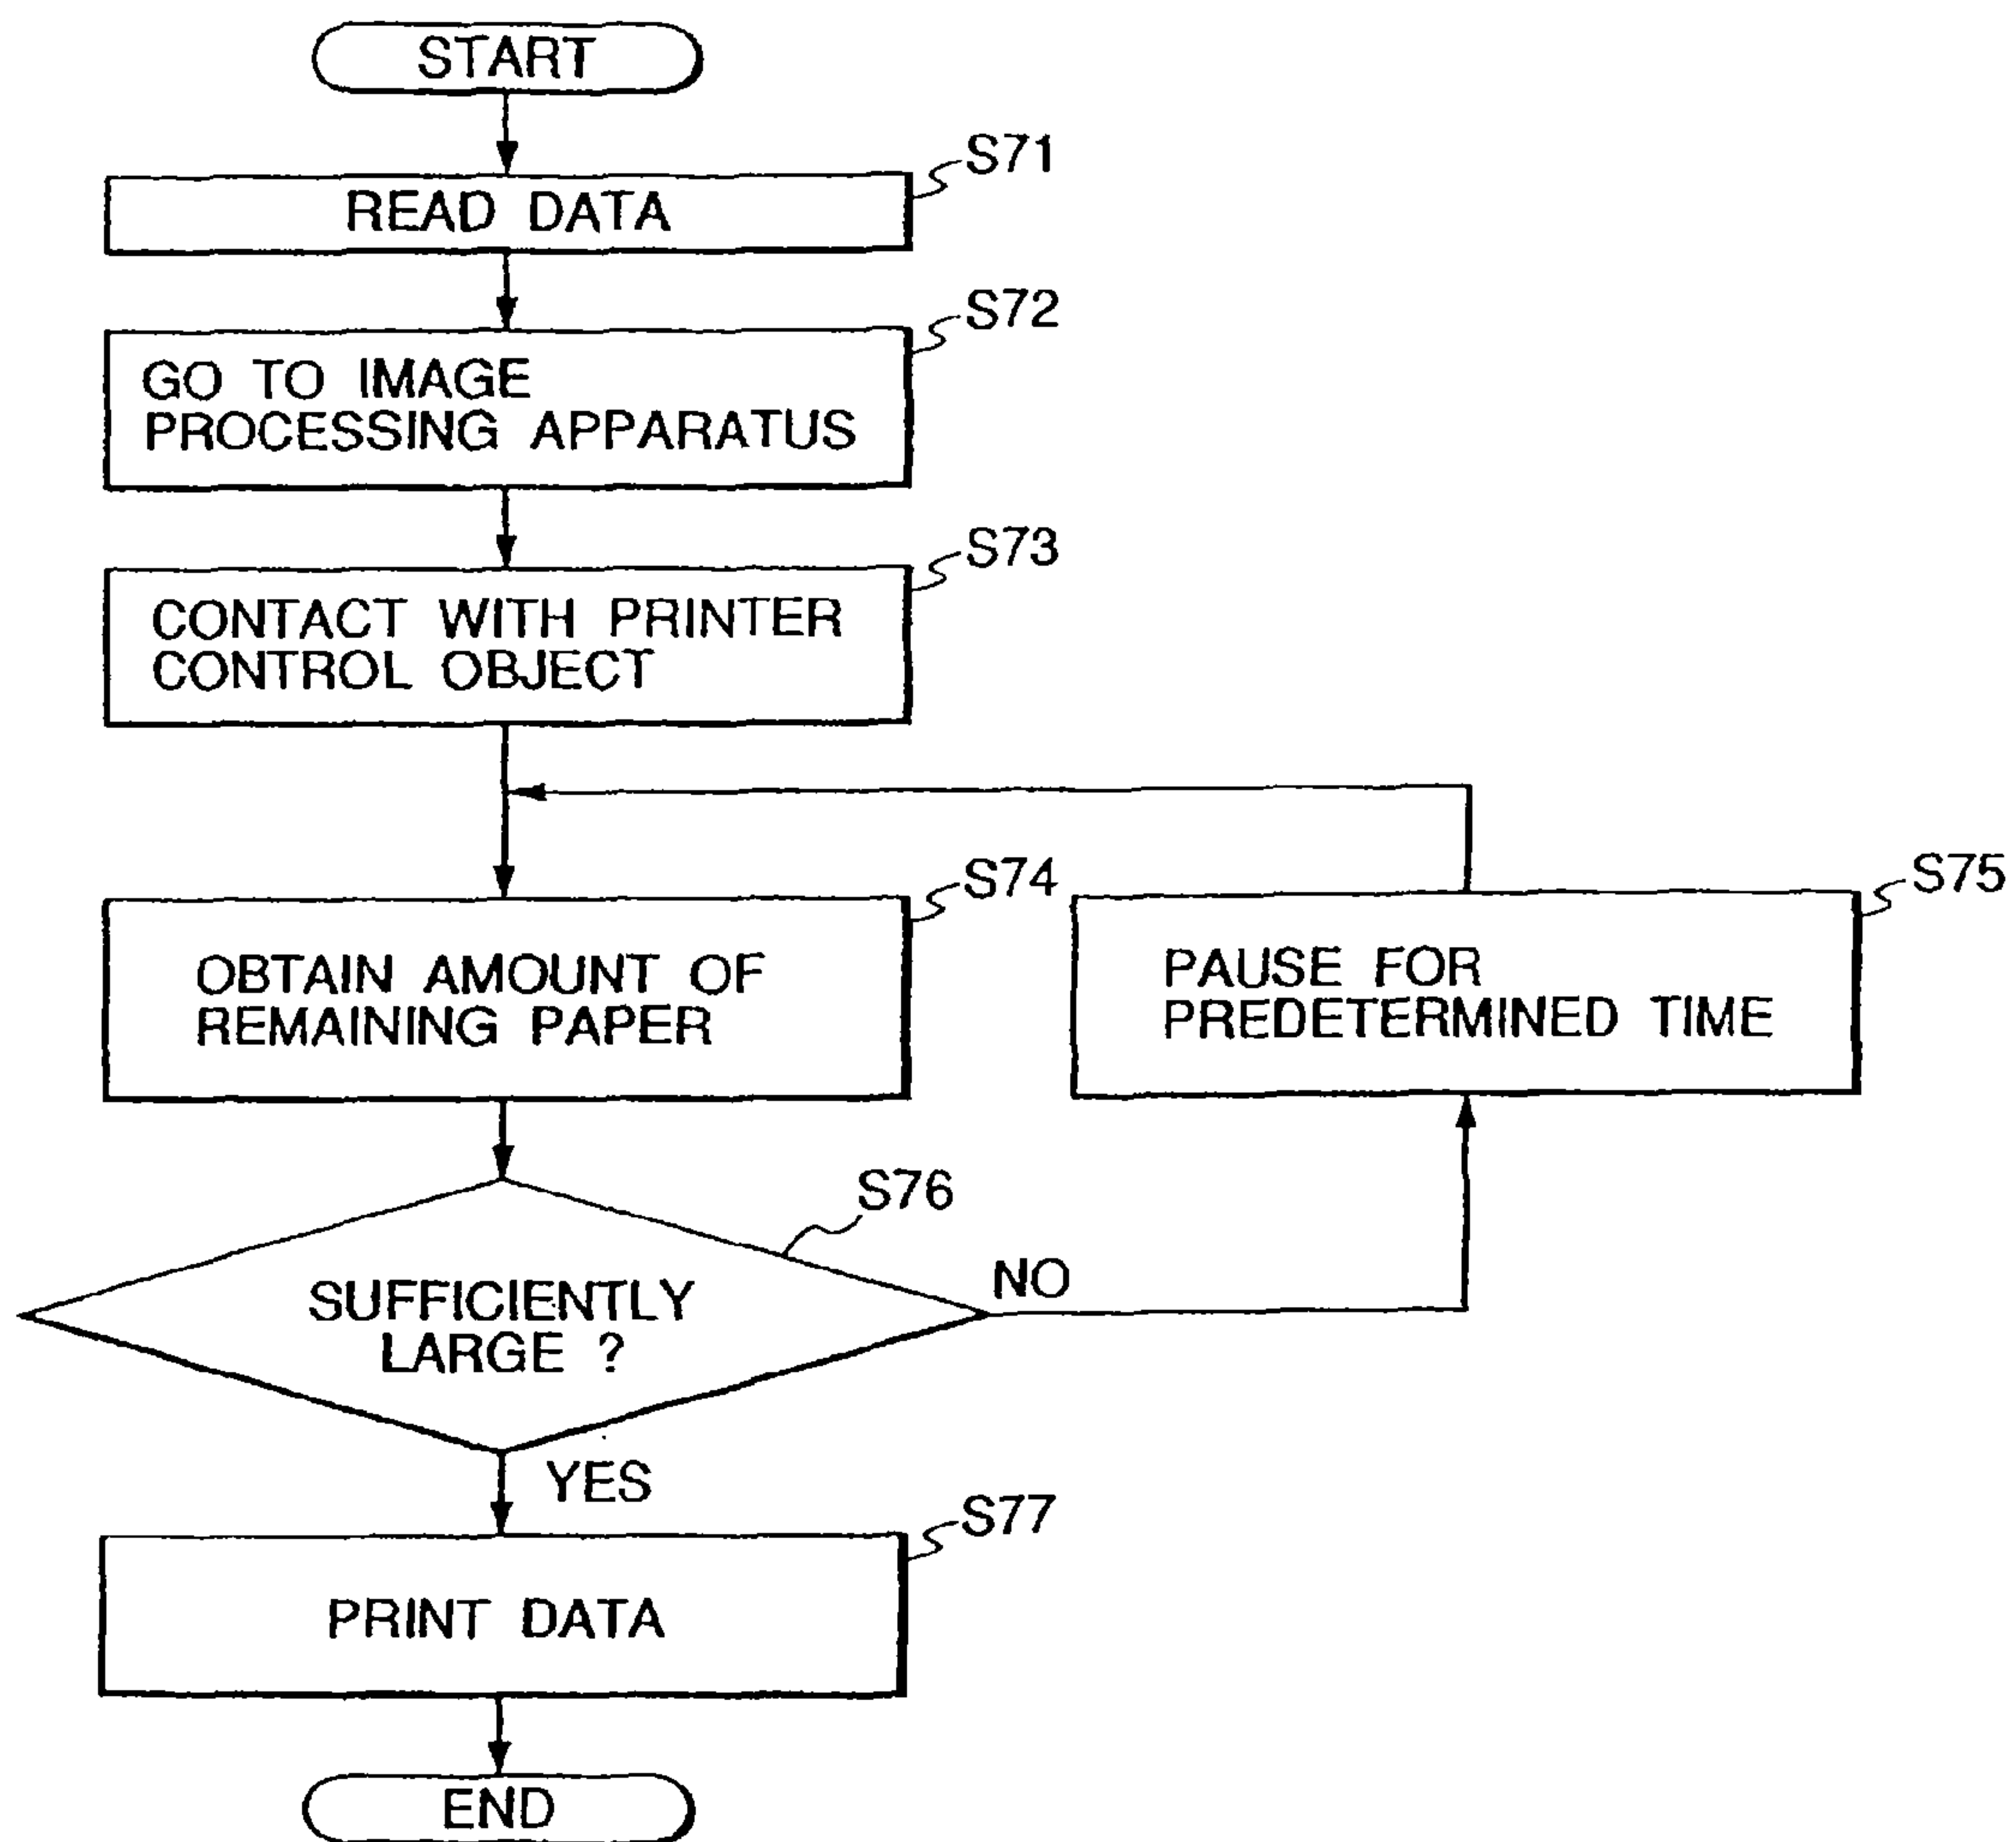 START
S71
READ DATA
S72
GO TO IMAGE
PROCESSING APPARATUS
S73
CONTACT WITH PRINTER
CONTROL OBJECT
S74
OBTAIN AMOUNT OF
REMAINING PAPER
S75
PAUSE FOR
PREDETERMINED TIME
S76
SUFFICIENTLY
LARGE ?
NO
YES
S77
PRINT DATA
END